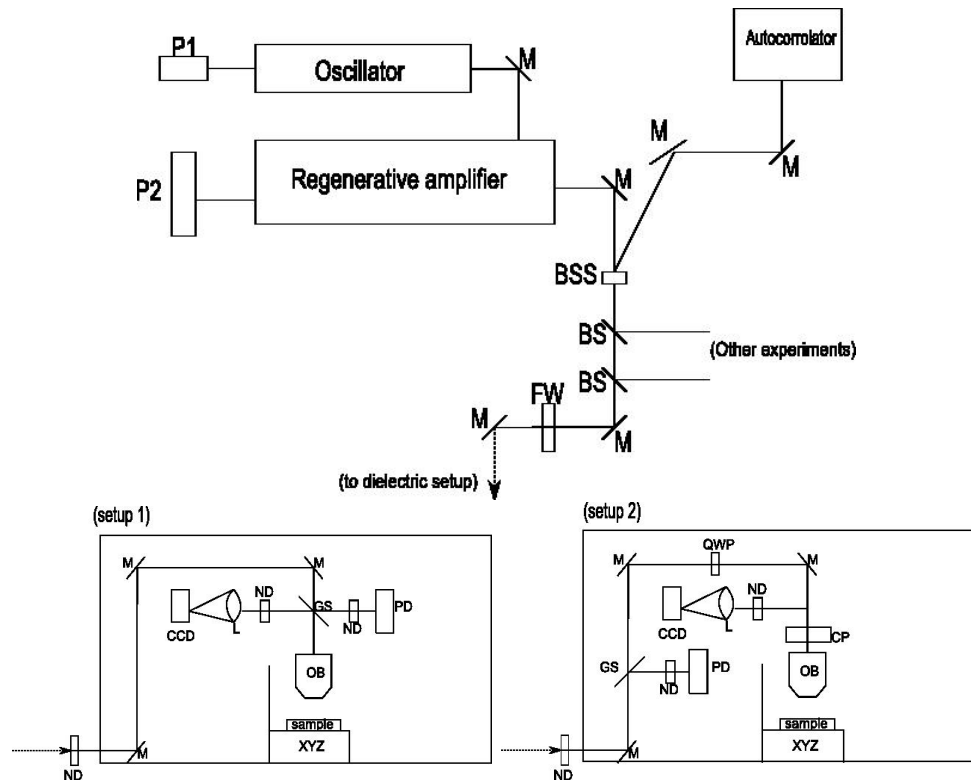 P1
Oscillator
M
Autocorrolator
M
M
P2
Regenerative amplifier
M
BSS
BS
(Other experiments)
BS
FW
M
M
(to dielectric setup)
(setup 1)
M
M
CCD
L
ND
GS
ND
PD
OB
sample
XYZ
M
ND
(setup 2)
M
QWP
M
CCD
L
ND
CP
GS
ND
PD
OB
sample
XYZ
M
ND